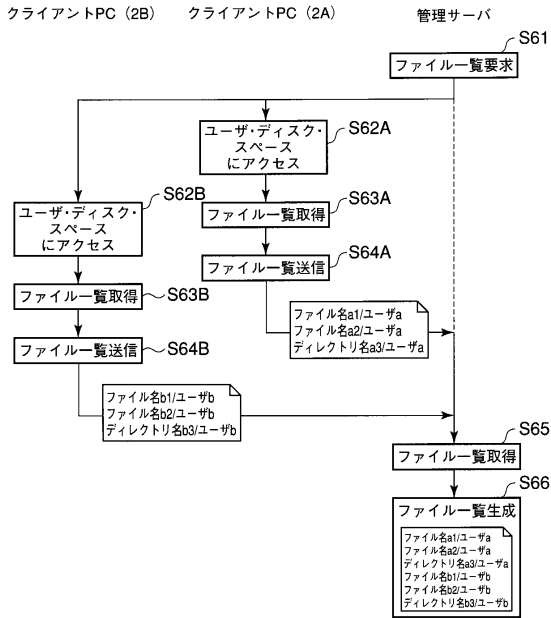 クライアントPC（2B）
クライアントPC（2A）
管理サーバ
S61
ファイル一覧要求
S62A
ユーザ・ディスク・
スペース
にアクセス
S62B
ユーザ・ディスク・
スペース
にアクセス
S63A
ファイル一覧取得
S64A
ファイル一覧送信
S63B
ファイル一覧取得
S64B
ファイル一覧送信
ファイル名a1/ユーザa
ファイル名a2/ユーザa
ディレクトリ名a3/ユーザa
ファイル名b1/ユーザb
ファイル名b2/ユーザb
ディレクトリ名b3/ユーザb
S65
ファイル一覧取得
S66
ファイル一覧生成
ファイル名a1/ユーザa
ファイル名a2/ユーザa
ディレクトリ名a3/ユーザa
ファイル名b1/ユーザb
ファイル名b2/ユーザb
ディレクトリ名b3/ユーザb